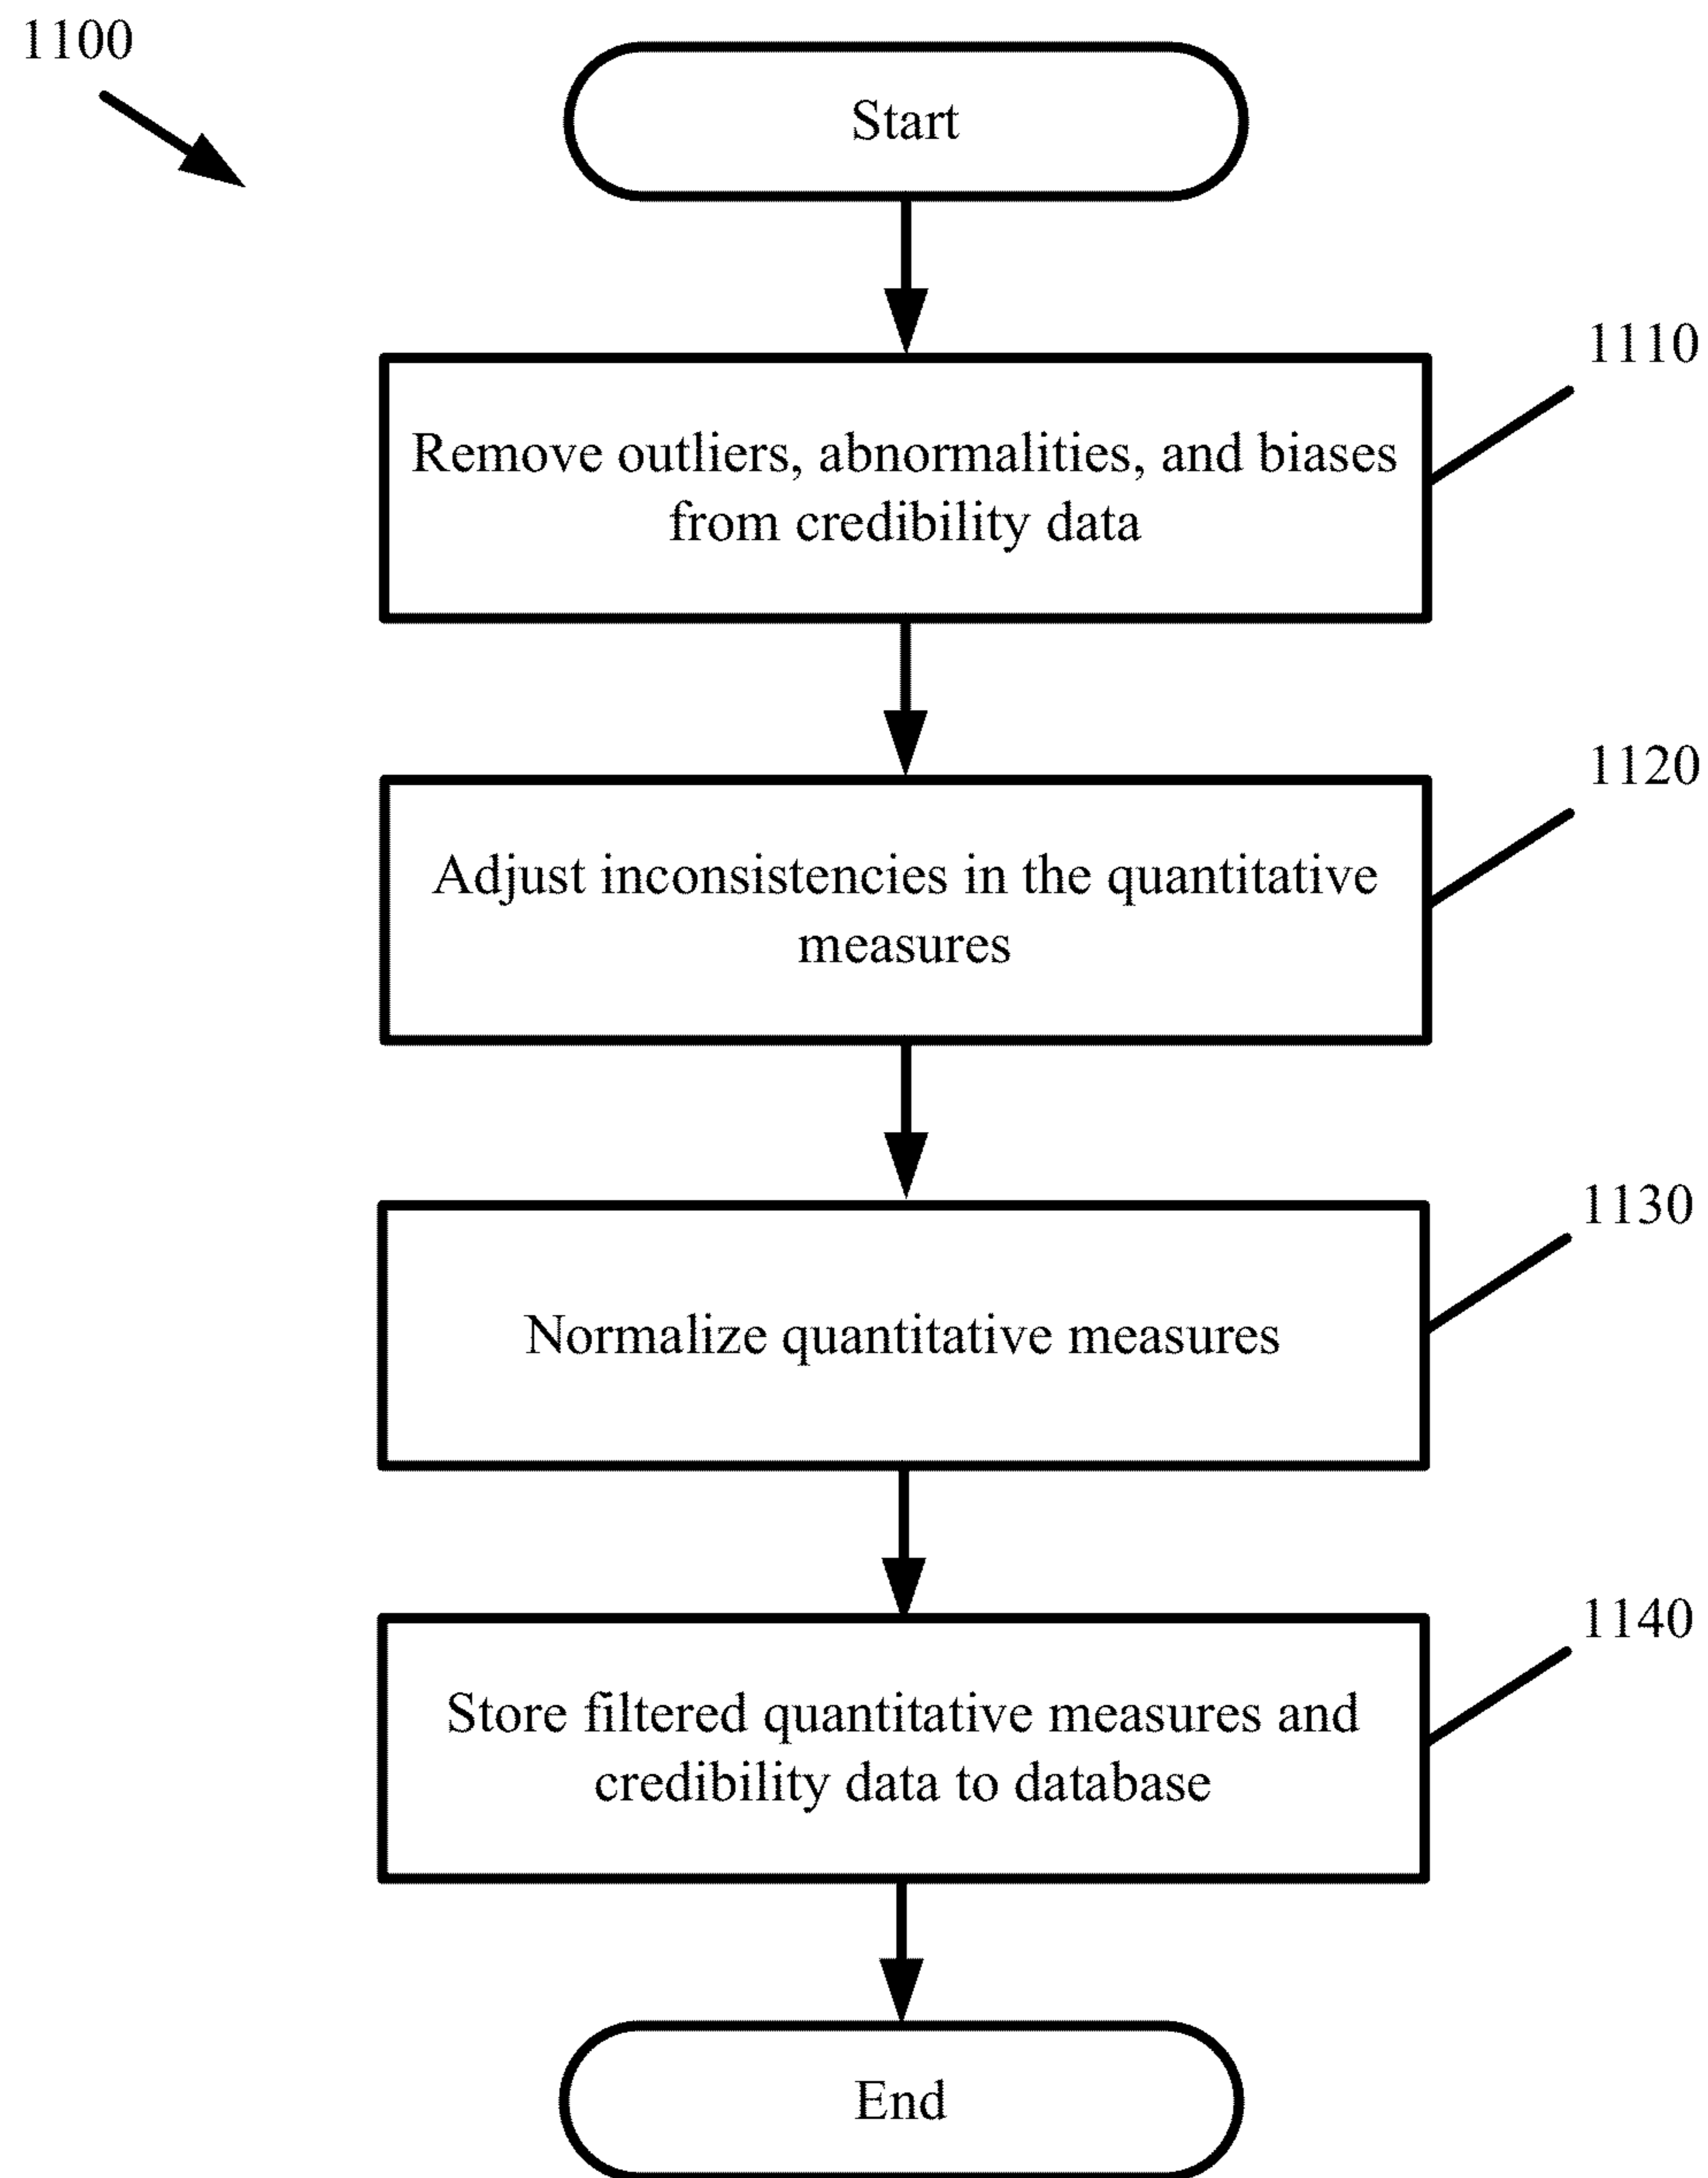 1100
Start
1110
Remove outliers, abnormalities, and biases
from credibility data
1120
Adjust inconsistencies in the quantitative
measures
1130
Normalize quantitative measures
1140
Store filtered quantitative measures and
credibility data to database
End